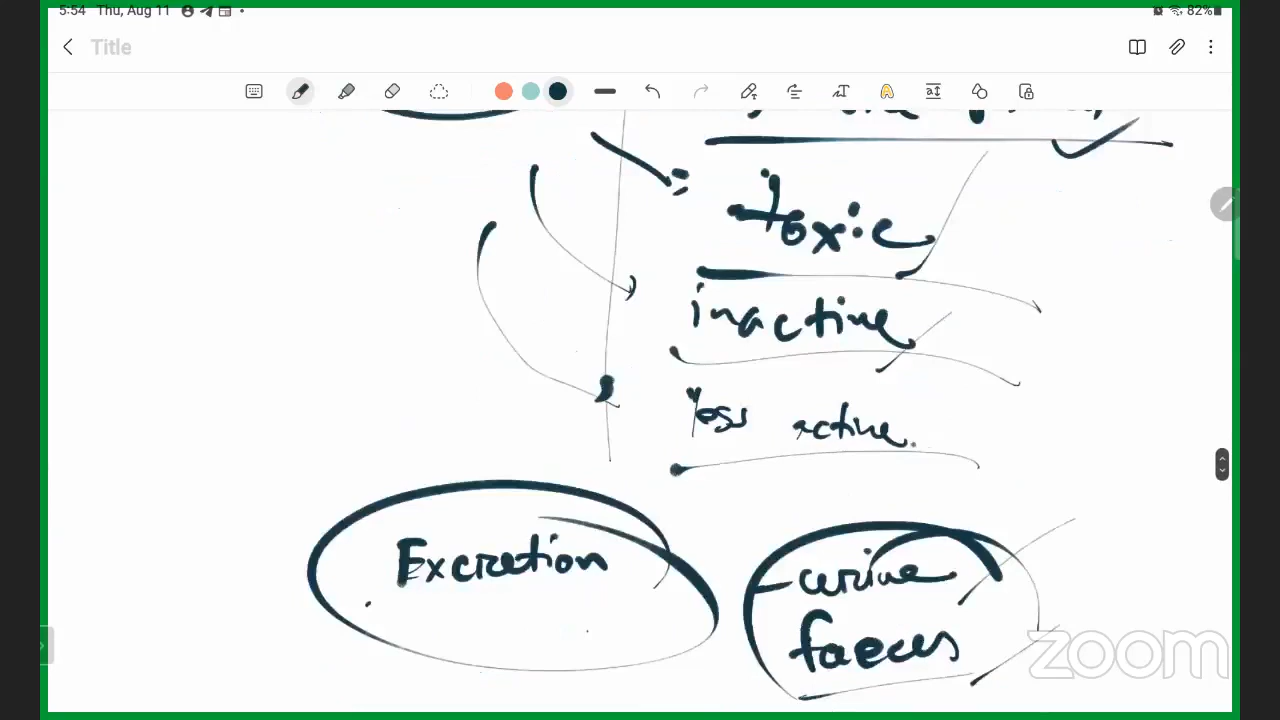 5:54 Thu, Aug 11
82%
Title
toxic
inactive
less active.
Excretion
urine
faeces
zoom